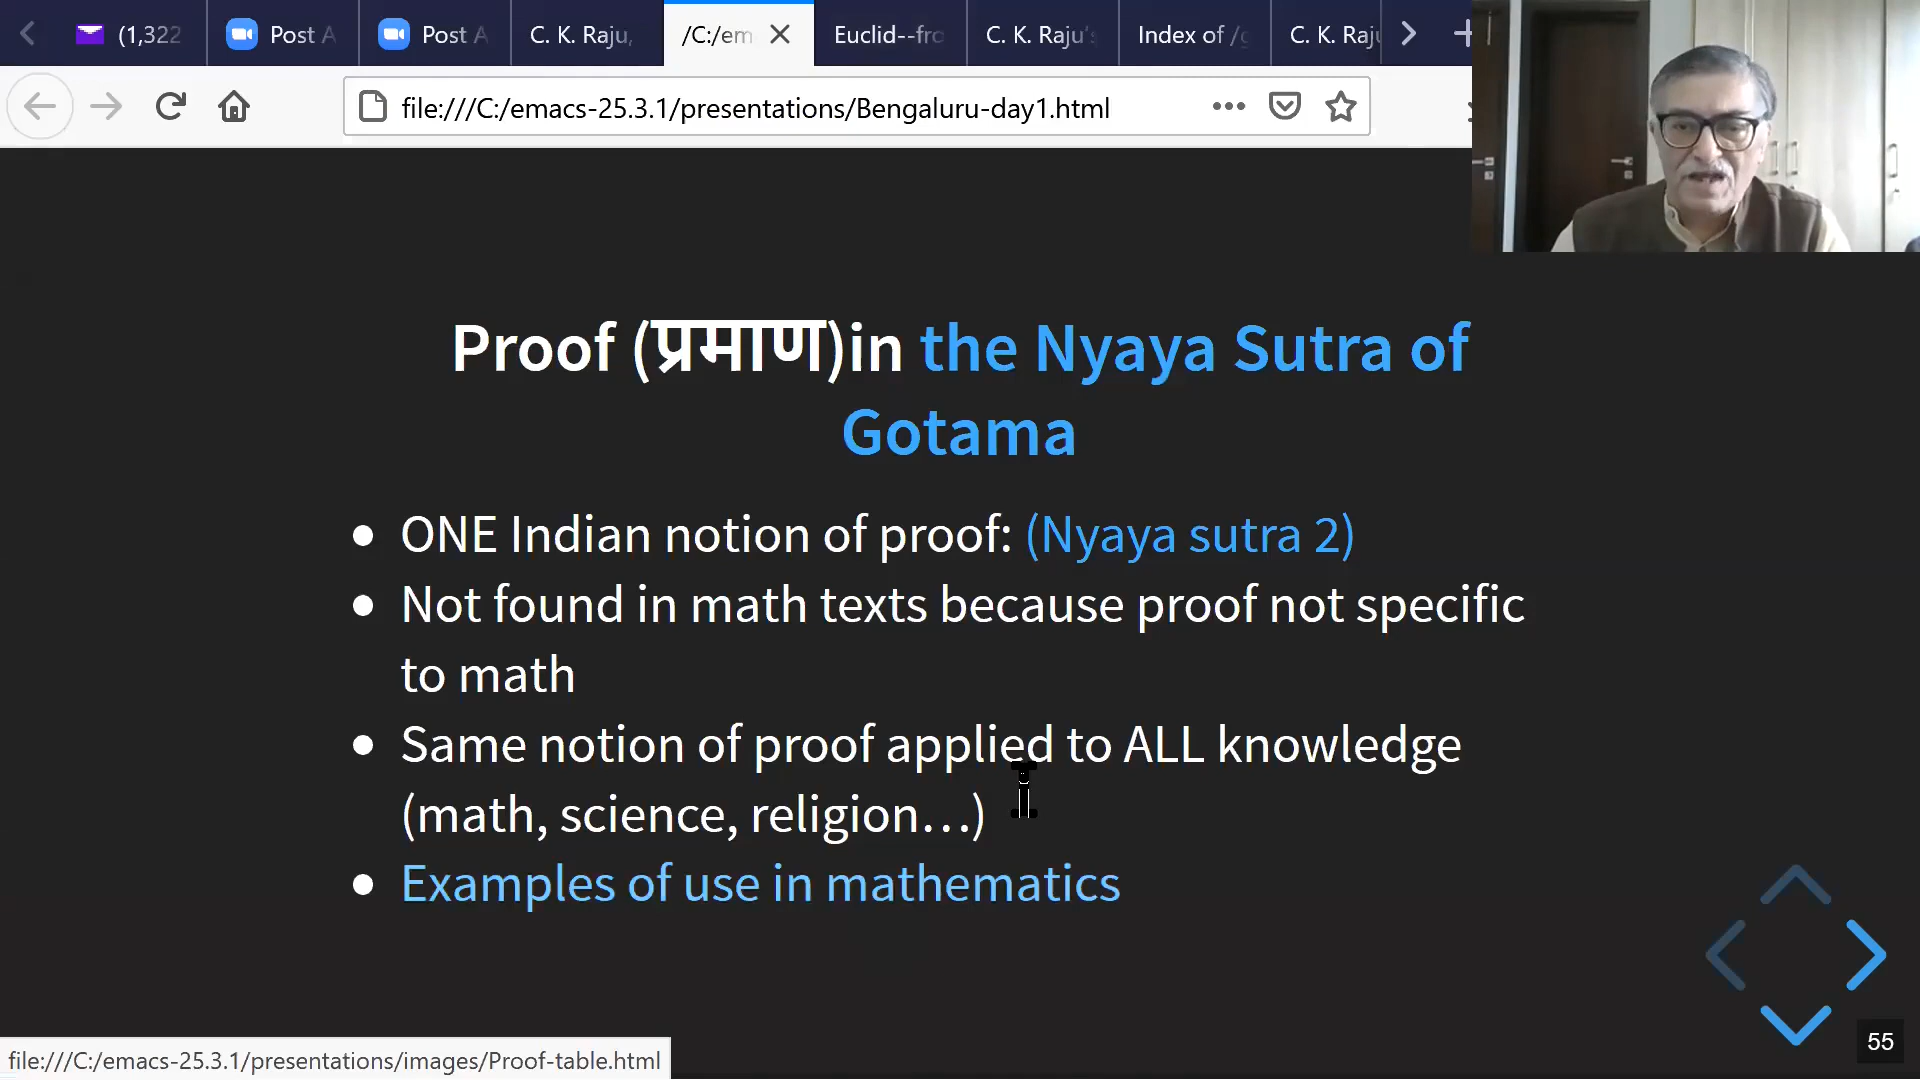 (1,322
Post A
Post A
C. K. Raju,
/C:/em
Euclid--fro
C. K. Raju's
Index of /g
C. K. Raju
file:///C:/emacs-25.3.1/presentations/Bengaluru-day1.html
Proof (प्रमाण)in the Nyaya Sutra of
Gotama
ONE Indian notion of proof: (Nyaya sutra 2)
Not found in math texts because proof not specific
to math
Same notion of proof applied to ALL knowledge
(math, science, religion...)
Examples of use in mathematics
55
file:///C:/emacs-25.3.1/presentations/images/Proof-table.html